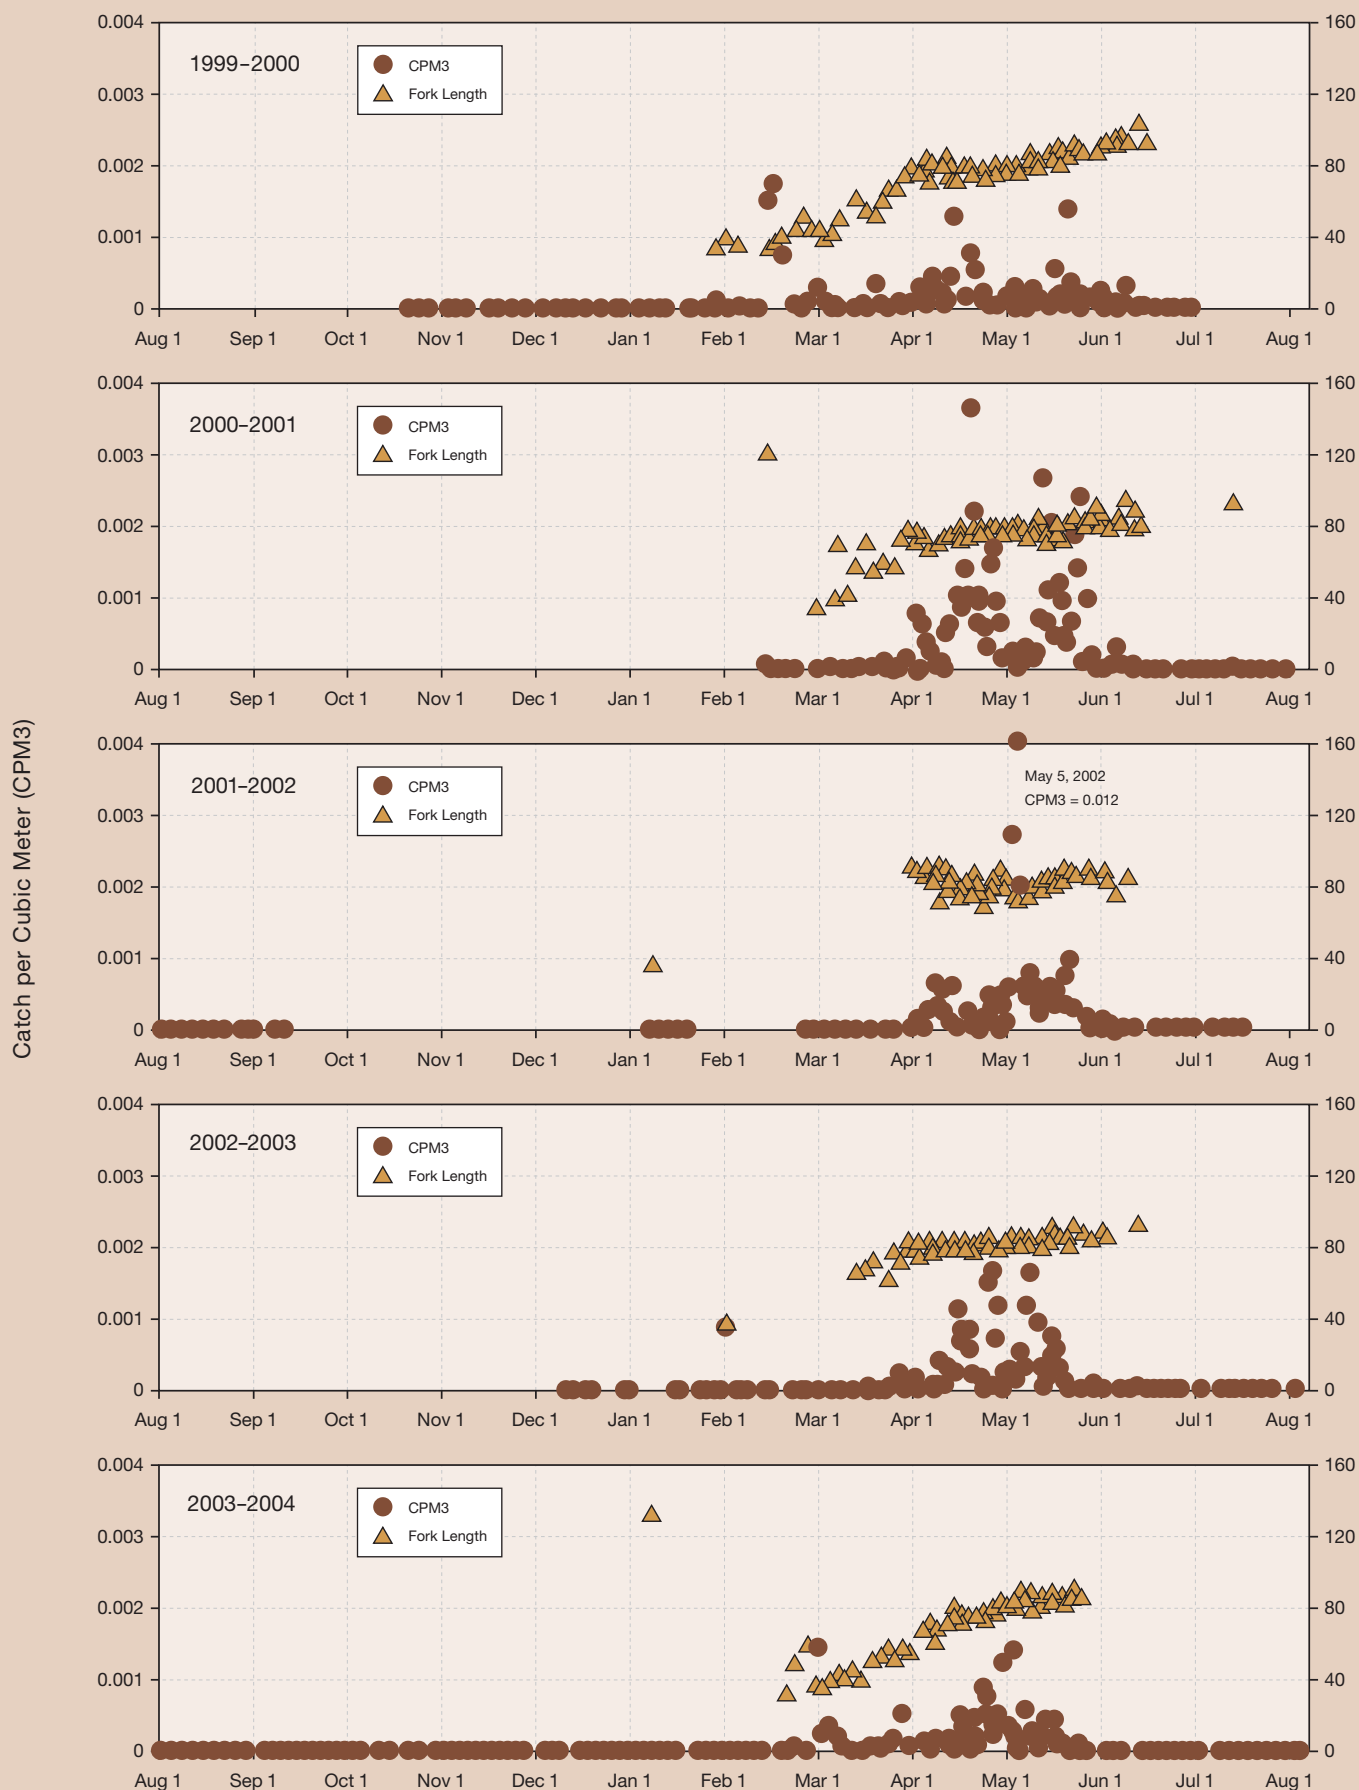 Catch per Cubic Meter (CPM3)
0.004 160
1999–2000
CPM3
Fork Length
0.003 120
0.002 80
0.001 40
0 0
Aug 1 Sep 1 Oct 1 Nov 1 Dec 1 Jan 1 Feb 1 Mar 1 Apr 1 May 1 Jun 1 Jul 1 Aug 1
0.004 160
2000–2001
CPM3
Fork Length
0.003 120
0.002 80
0.001 40
0 0
Aug 1 Sep 1 Oct 1 Nov 1 Dec 1 Jan 1 Feb 1 Mar 1 Apr 1 May 1 Jun 1 Jul 1 Aug 1
0.004 160
2001–2002
CPM3
Fork Length
May 5, 2002
CPM3 = 0.012
0.003 120
0.002 80
0.001 40
0 0
Aug 1 Sep 1 Oct 1 Nov 1 Dec 1 Jan 1 Feb 1 Mar 1 Apr 1 May 1 Jun 1 Jul 1 Aug 1
0.004 160
2002–2003
CPM3
Fork Length
0.003 120
0.002 80
0.001 40
0 0
Aug 1 Sep 1 Oct 1 Nov 1 Dec 1 Jan 1 Feb 1 Mar 1 Apr 1 May 1 Jun 1 Jul 1 Aug 1
0.004 160
2003–2004
CPM3
Fork Length
0.003 120
0.002 80
0.001 40
0 0
Aug 1 Sep 1 Oct 1 Nov 1 Dec 1 Jan 1 Feb 1 Mar 1 Apr 1 May 1 Jun 1 Jul 1 Aug 1